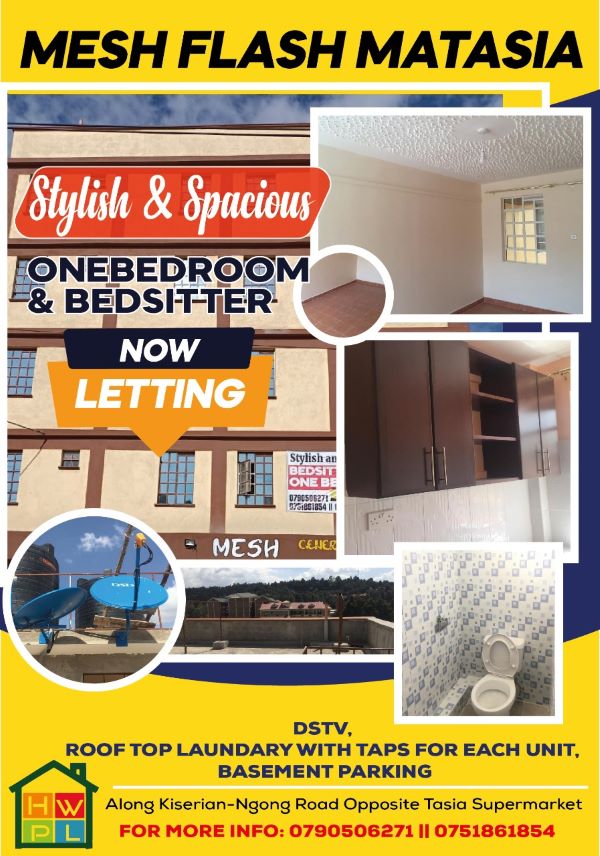 MESH FLASH MATASIA
Stylish & Spacious
ONEBEDROOM
& BEDSITTER
NOW
LETTING
Stylish an
BEDSIT
ONE BE
0790506271
0751861854 ||
MESH
DSTV
DSTV,
ROOF TOP LAUNDARY WITH TAPS FOR EACH UNIT,
BASEMENT PARKING
HW
PL
Along Kiserian-Ngong Road Opposite Tasia Supermarket
FOR MORE INFO: 0790506271 || 0751861854